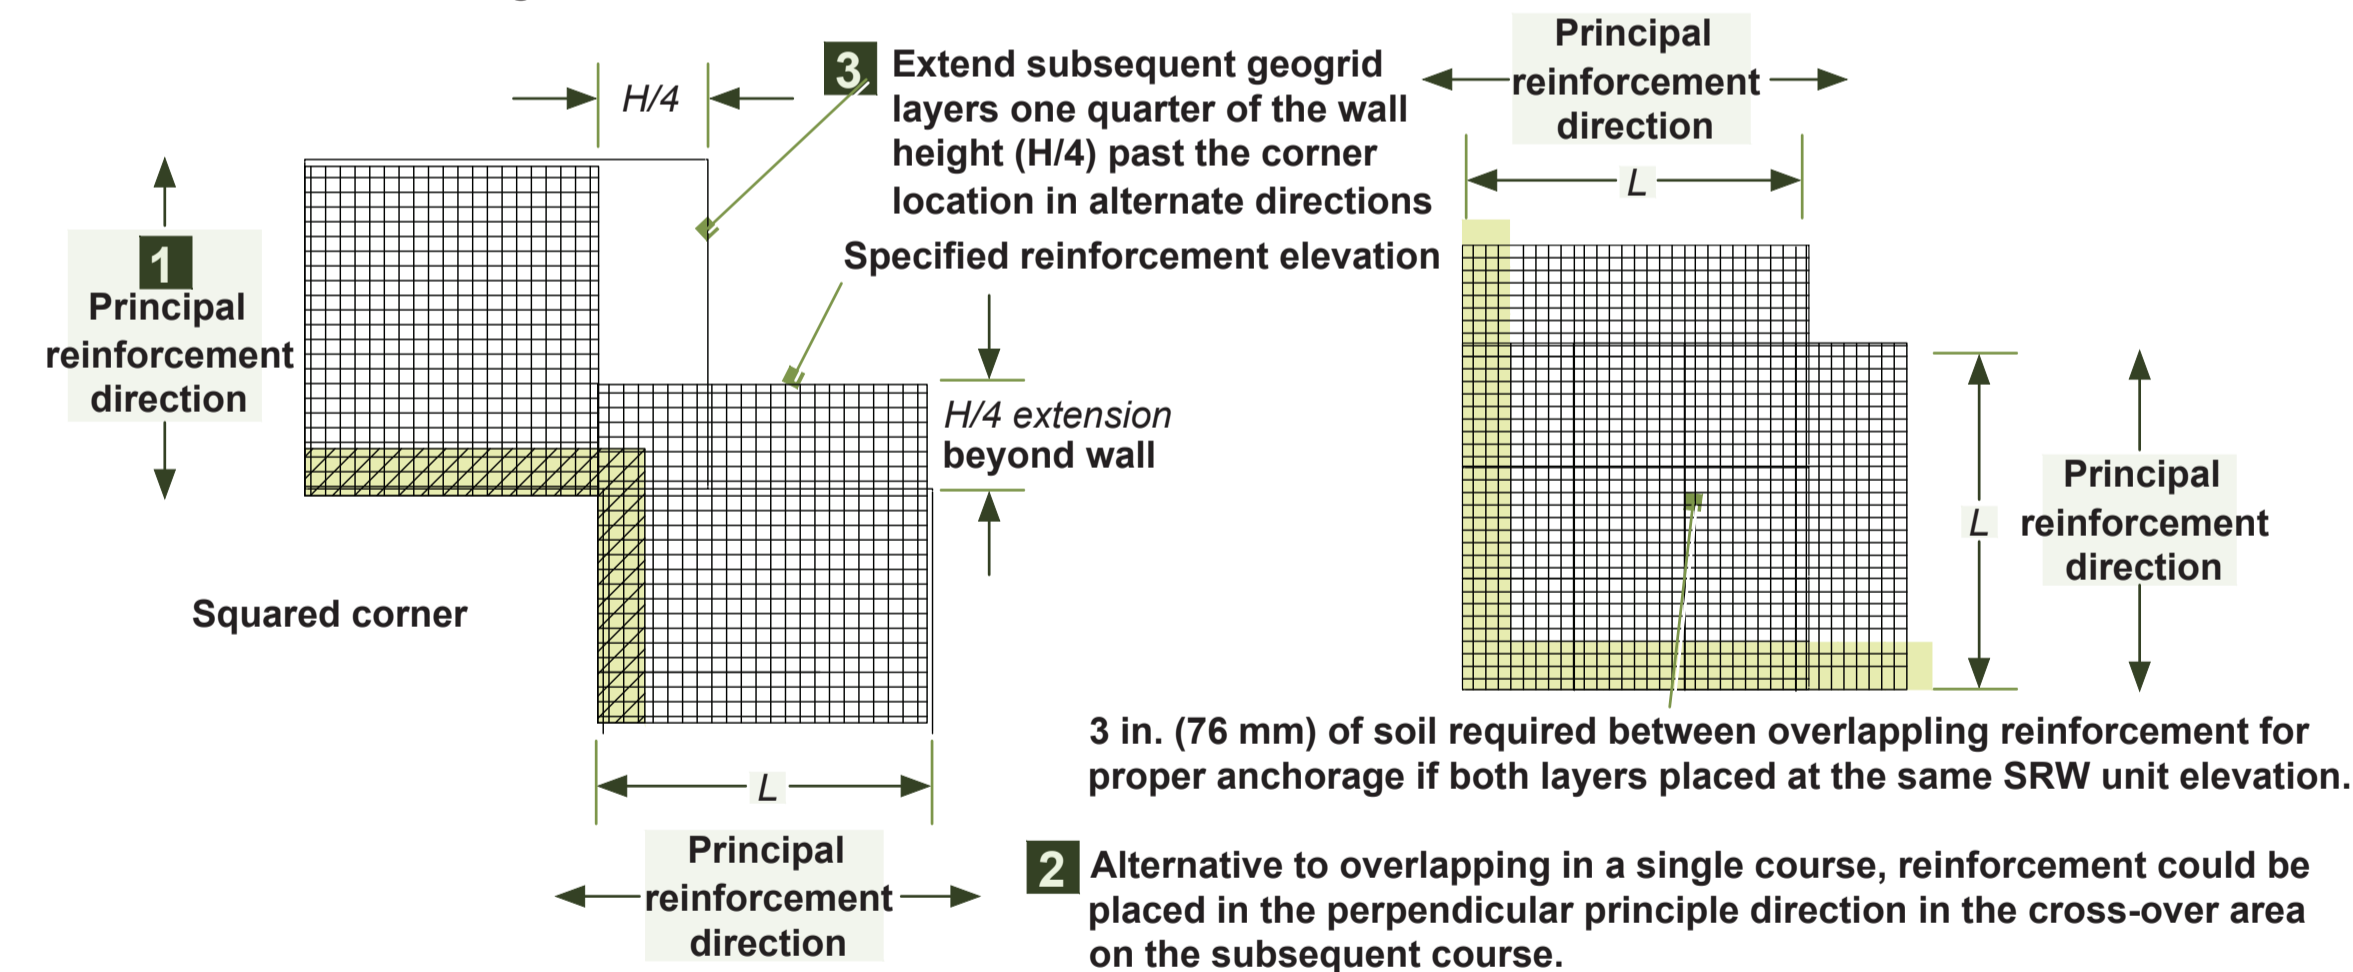 H/4
3 Extend subsequent geogrid
layers one quarter of the wall
height (H/4) past the corner
location in alternate directions
Specified reinforcement elevation
1
Principal
reinforcement
direction
H/4 extension
beyond wall
Squared corner
L
Principal
reinforcement
direction
Principal
reinforcement
direction
L
L
Principal
reinforcement
direction
3 in. (76 mm) of soil required between overlappling reinforcement for
proper anchorage if both layers placed at the same SRW unit elevation.
2 Alternative to overlapping in a single course, reinforcement could be
placed in the perpendicular principle direction in the cross-over area
on the subsequent course.